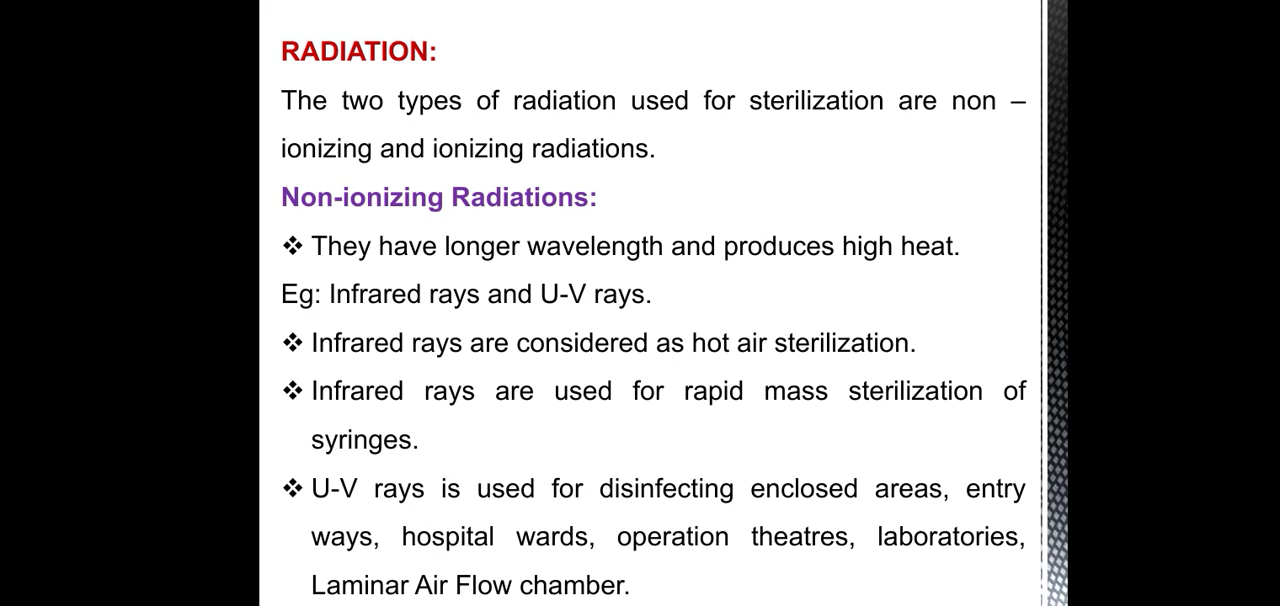 RADIATION:
The two types of radiation used for sterilization are non –
ionizing and ionizing radiations.
Non-ionizing Radiations:
❖ They have longer wavelength and produces high heat.
Eg: Infrared rays and U-V rays.
❖ Infrared rays are considered as hot air sterilization.
❖ Infrared rays are used for rapid mass sterilization of
syringes.
❖ U-V rays is used for disinfecting enclosed areas, entry
ways, hospital wards, operation theatres, laboratories,
Laminar Air Flow chamber.